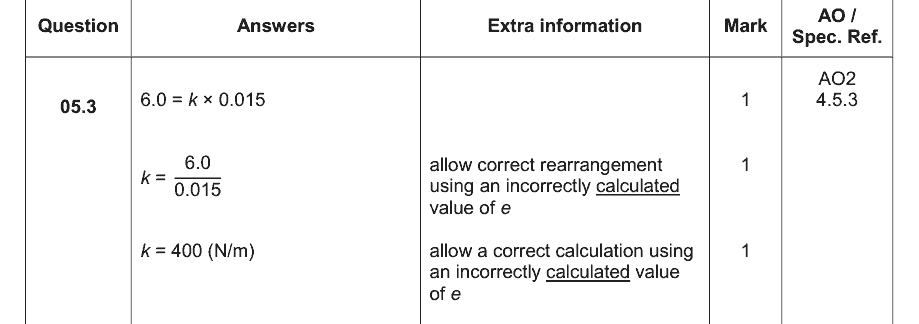 Question Answers Extra information Mark AO /
Spec. Ref.
05.3 6.0 = k × 0.015 1 AO2
4.5.3
k = 6.0
0.015
allow correct rearrangement 1
using an incorrectly calculated
value of e
k = 400 (N/m) allow a correct calculation using 1
an incorrectly calculated value
of e